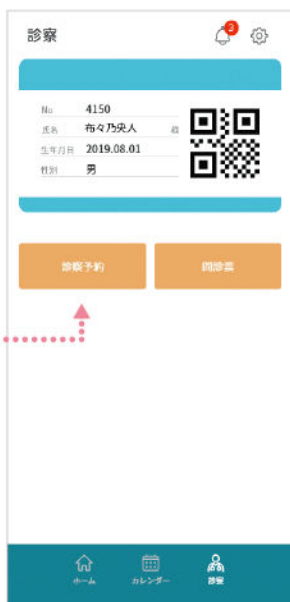 診察
3
No 4150
氏名 布々乃央人 様
生年月日 2019.08.01
性別 男
診察予約
問診票
ホーム
カレンダー
診察